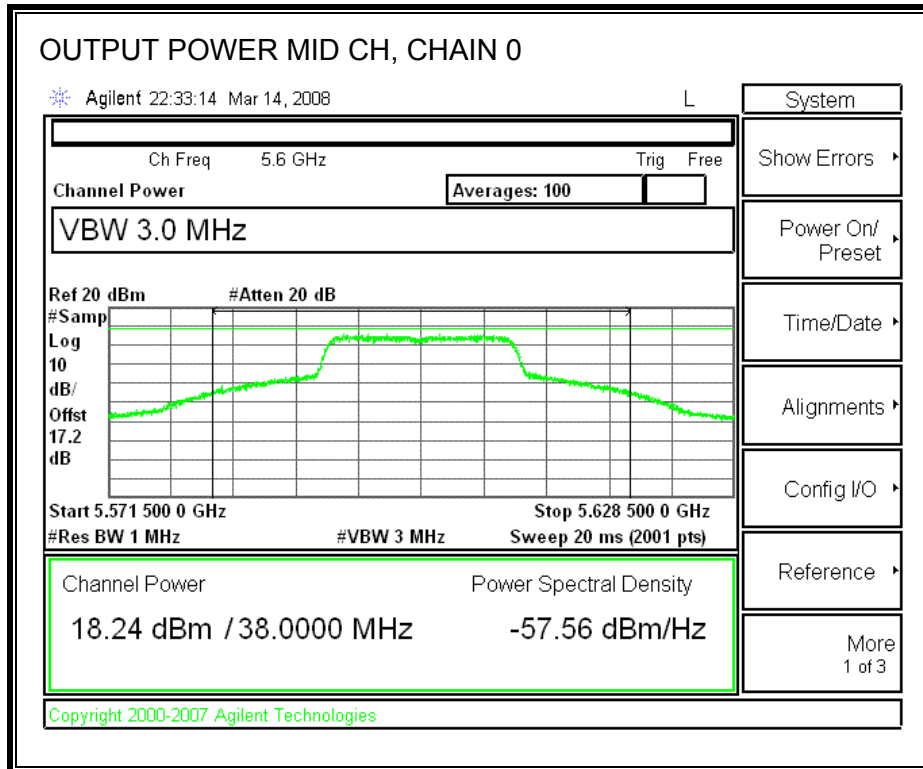 OUTPUT POWER MID CH, CHAIN 0
Agilent 22:33:14 Mar 14, 2008 L
System
Ch Freq 5.6 GHz Trig Free
Channel Power Averages: 100
VBW 3.0 MHz
Show Errors
Power On/
Preset
Time/Date
Alignments
Config I/O
Reference
More
1 of 3
Ref 20 dBm #Atten 20 dB
#Samp
Log
10
dB/
Offst
17.2
dB
Start 5.571 500 0 GHz Stop 5.628 500 0 GHz
#Res BW 1 MHz #VBW 3 MHz Sweep 20 ms (2001 pts)
Channel Power Power Spectral Density
18.24 dBm / 38.0000 MHz -57.56 dBm/Hz
Copyright 2000-2007 Agilent Technologies